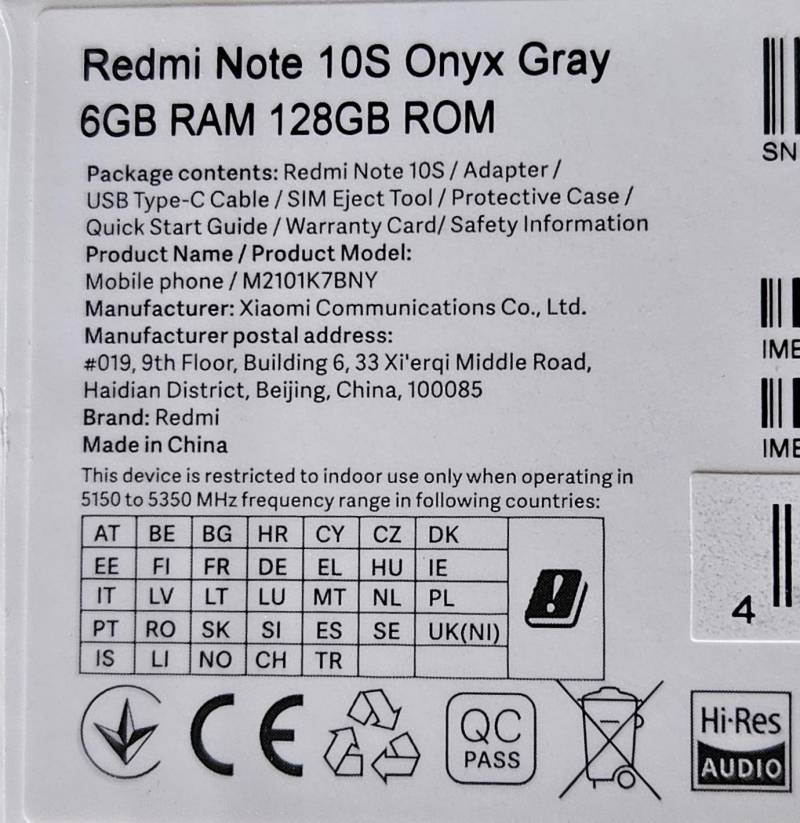 Redmi Note 10S Onyx Gray
6GB RAM 128GB ROM
Package contents: Redmi Note 10S / Adapter /
USB Type-C Cable / SIM Eject Tool / Protective Case /
Quick Start Guide / Warranty Card/ Safety Information
Product Name / Product Model:
Mobile phone / M2101K7BNY
Manufacturer: Xiaomi Communications Co., Ltd.
Manufacturer postal address:
#019, 9th Floor, Building 6, 33 Xi'erqi Middle Road,
Haidian District, Beijing, China, 100085
Brand: Redmi
Made in China
This device is restricted to indoor use only when operating in
5150 to 5350 MHz frequency range in following countries:
AT BE BG HR CY CZ DK
EE FI FR DE EL HU IE
IT LV LT LU MT NL PL
PT RO SK SI ES SE UK(NI)
IS LI NO CH TR
CE
QC
PASS
Hi-Res
AUDIO
SN
IME
IME
4